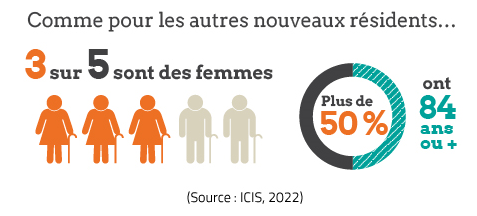 Comme pour les autres nouveaux résidents...
3 sur 5 sont des femmes
Plus de
50 %
ont
84
ans
ou +
(Source : ICIS, 2022)